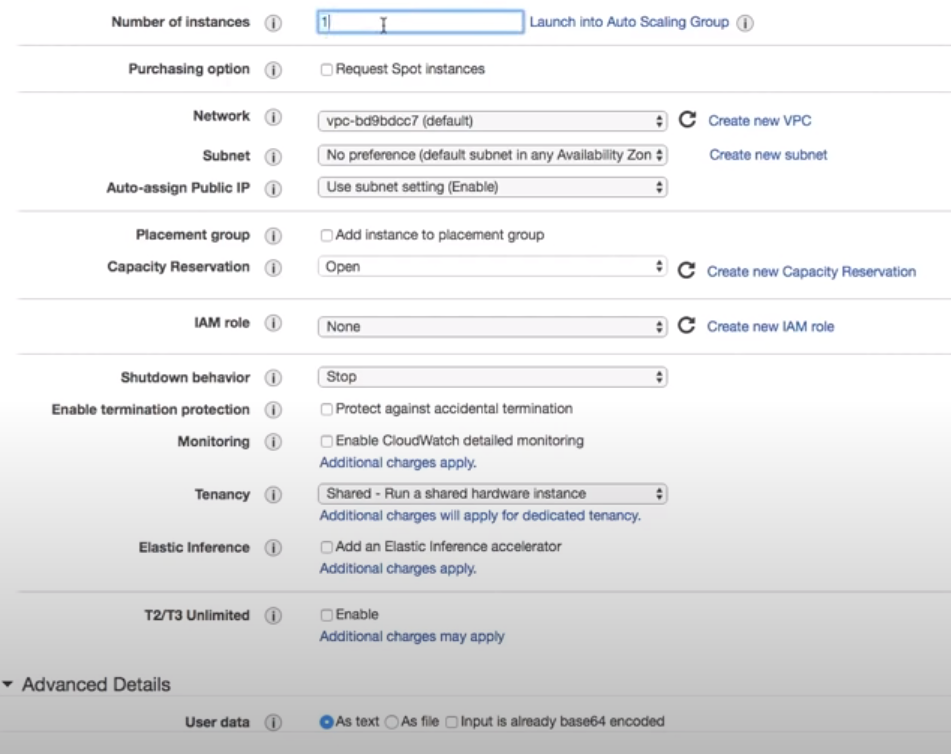 Number of instances 1 Launch into Auto Scaling Group
Purchasing option Request Spot instances
Network vpc-bd9bdcc7 (default) Create new VPC
Subnet No preference (default subnet in any Availability Zon Create new subnet
Auto-assign Public IP Use subnet setting (Enable)
Placement group Add instance to placement group
Capacity Reservation Open Create new Capacity Reservation
IAM role None Create new IAM role
Shutdown behavior Stop
Enable termination protection Protect against accidental termination
Monitoring Enable CloudWatch detailed monitoring
Additional charges apply.
Tenancy Shared - Run a shared hardware instance
Additional charges will apply for dedicated tenancy.
Elastic Inference Add an Elastic Inference accelerator
Additional charges apply.
T2/T3 Unlimited Enable
Additional charges may apply
Advanced Details
User data As text As file Input is already base64 encoded